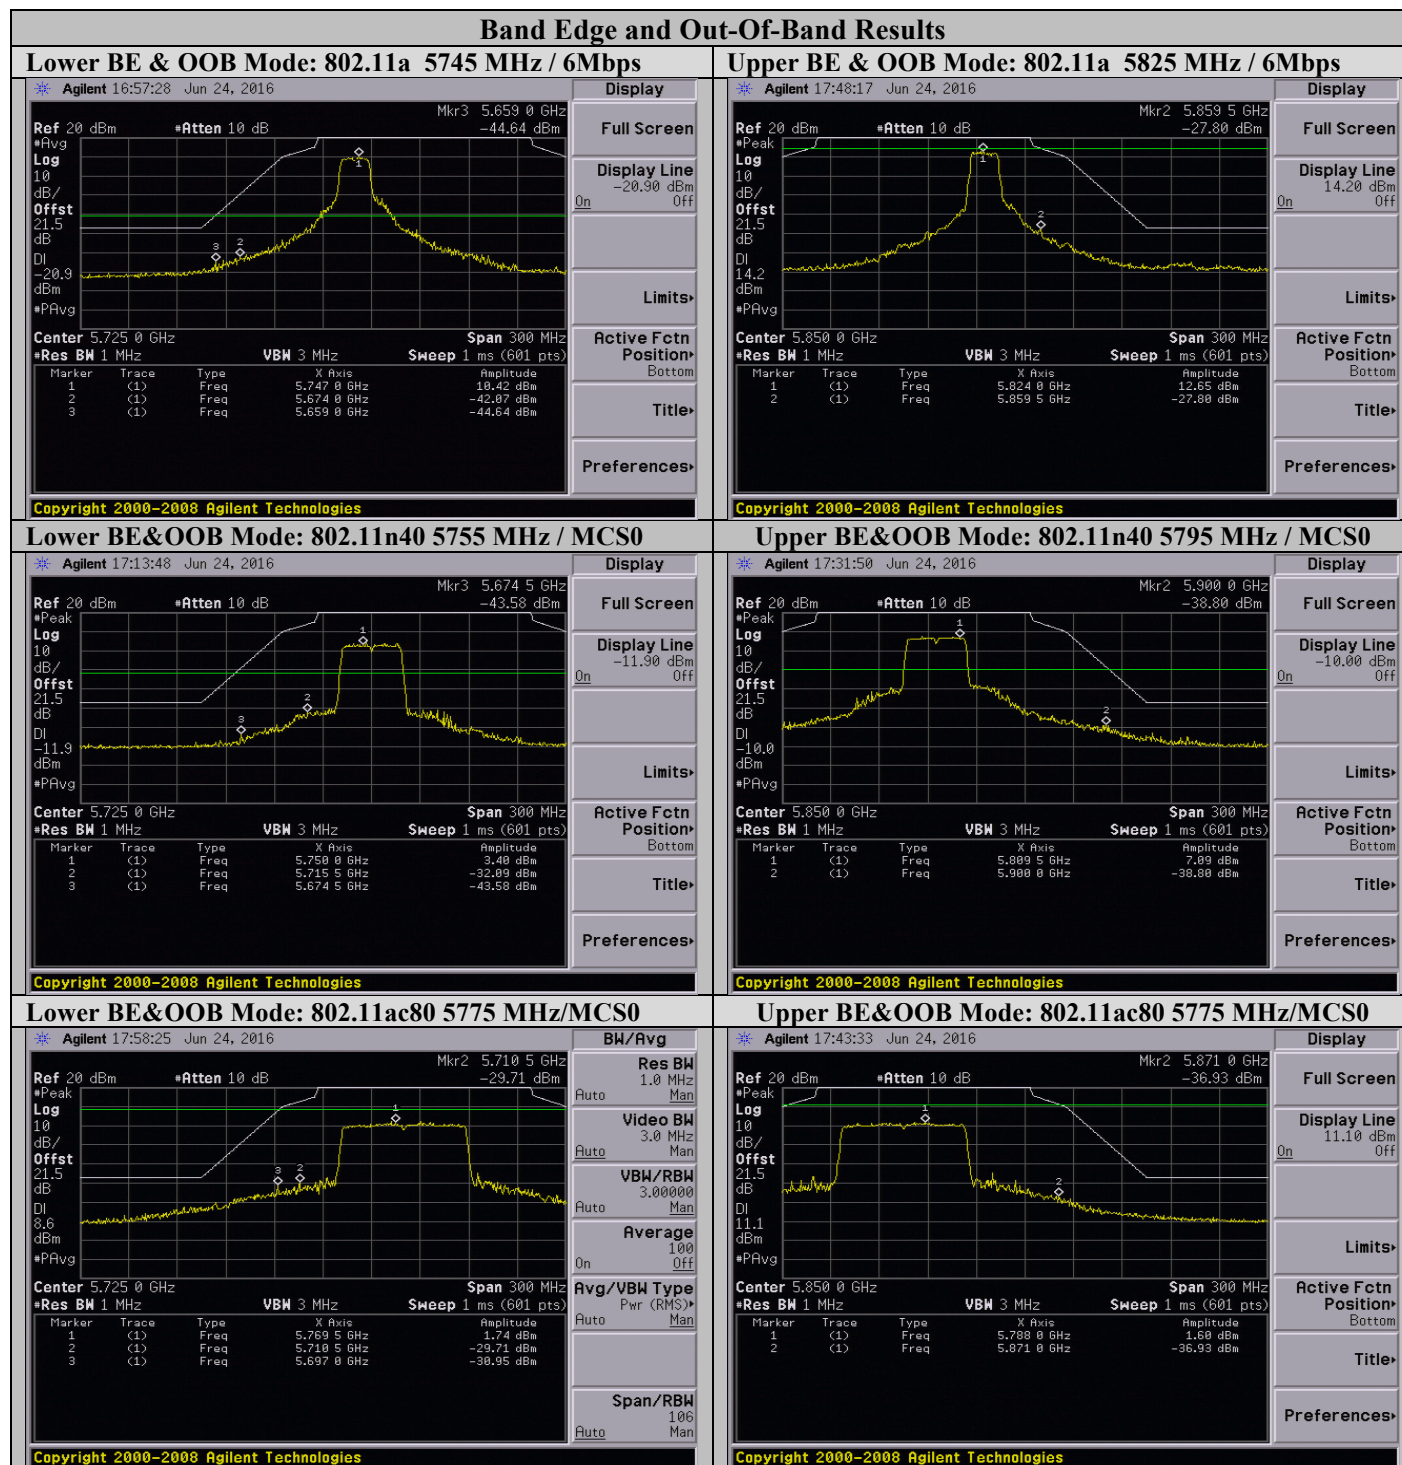 Band Edge and Out-Of-Band Results
Lower BE & OOB Mode: 802.11a 5745 MHz / 6Mbps
Agilent 16:57:28 Jun 24, 2016
Display
Mkr3 5.659 0 GHz
Ref 20 dBm #Atten 10 dB -44.64 dBm
#Avg
Log
10
dB/
Offst
21.5
dB
DI
-20.9
dBm
#PAvg
1
2
3
Center 5.725 0 GHz Span 300 MHz
#Res BW 1 MHz VBW 3 MHz Sweep 1 ms (601 pts)
Marker Trace Type X Axis Amplitude
1 (1) Freq 5.747 0 GHz 10.42 dBm
2 (1) Freq 5.674 0 GHz -42.07 dBm
3 (1) Freq 5.659 0 GHz -44.64 dBm
Full Screen
Display Line
-20.90 dBm
On Off
Limits
Active Fctn
Position
Bottom
Title
Preferences
Copyright 2000-2008 Agilent Technologies
Upper BE & OOB Mode: 802.11a 5825 MHz / 6Mbps
Agilent 17:48:17 Jun 24, 2016
Display
Mkr2 5.859 5 GHz
Ref 20 dBm #Atten 10 dB -27.80 dBm
#Peak
Log
10
dB/
Offst
21.5
dB
DI
14.2
dBm
#PAvg
1
2
Center 5.850 0 GHz Span 300 MHz
#Res BW 1 MHz VBW 3 MHz Sweep 1 ms (601 pts)
Marker Trace Type X Axis Amplitude
1 (1) Freq 5.824 0 GHz 12.65 dBm
2 (1) Freq 5.859 5 GHz -27.80 dBm
Full Screen
Display Line
14.20 dBm
On Off
Limits
Active Fctn
Position
Bottom
Title
Preferences
Copyright 2000-2008 Agilent Technologies
Lower BE&OOB Mode: 802.11n40 5755 MHz / MCS0
Agilent 17:13:48 Jun 24, 2016
Display
Mkr3 5.674 5 GHz
Ref 20 dBm #Atten 10 dB -43.58 dBm
#Peak
Log
10
dB/
Offst
21.5
dB
DI
-11.9
dBm
#PAvg
1
2
3
Center 5.725 0 GHz Span 300 MHz
#Res BW 1 MHz VBW 3 MHz Sweep 1 ms (601 pts)
Marker Trace Type X Axis Amplitude
1 (1) Freq 5.750 0 GHz 3.40 dBm
2 (1) Freq 5.715 5 GHz -32.09 dBm
3 (1) Freq 5.674 5 GHz -43.58 dBm
Full Screen
Display Line
-11.90 dBm
On Off
Limits
Active Fctn
Position
Bottom
Title
Preferences
Copyright 2000-2008 Agilent Technologies
Upper BE&OOB Mode: 802.11n40 5795 MHz / MCS0
Agilent 17:31:50 Jun 24, 2016
Display
Mkr2 5.900 0 GHz
Ref 20 dBm #Atten 10 dB -38.80 dBm
#Peak
Log
10
dB/
Offst
21.5
dB
DI
-10.0
dBm
#PAvg
1
2
Center 5.850 0 GHz Span 300 MHz
#Res BW 1 MHz VBW 3 MHz Sweep 1 ms (601 pts)
Marker Trace Type X Axis Amplitude
1 (1) Freq 5.809 5 GHz 7.09 dBm
2 (1) Freq 5.900 0 GHz -38.80 dBm
Full Screen
Display Line
-10.00 dBm
On Off
Limits
Active Fctn
Position
Bottom
Title
Preferences
Copyright 2000-2008 Agilent Technologies
Lower BE&OOB Mode: 802.11ac80 5775 MHz/MCS0
Agilent 17:58:25 Jun 24, 2016
BW/Avg
Mkr2 5.710 5 GHz
Ref 20 dBm #Atten 10 dB -29.71 dBm
#Peak
Log
10
dB/
Offst
21.5
dB
DI
8.6
dBm
#PAvg
1
2
3
Center 5.725 0 GHz Span 300 MHz
#Res BW 1 MHz VBW 3 MHz Sweep 1 ms (601 pts)
Marker Trace Type X Axis Amplitude
1 (1) Freq 5.769 5 GHz 1.74 dBm
2 (1) Freq 5.710 5 GHz -29.71 dBm
3 (1) Freq 5.697 0 GHz -30.95 dBm
Res BW
1.0 MHz
Auto Man
Video BW
3.0 MHz
Auto Man
VBW/RBW
3.00000
Auto Man
Average
100
On Off
Avg/VBW Type
Pwr (RMS)
Auto Man
Span/RBW
106
Auto Man
Copyright 2000-2008 Agilent Technologies
Upper BE&OOB Mode: 802.11ac80 5775 MHz/MCS0
Agilent 17:43:33 Jun 24, 2016
Display
Mkr2 5.871 0 GHz
Ref 20 dBm #Atten 10 dB -36.93 dBm
#Peak
Log
10
dB/
Offst
21.5
dB
DI
11.1
dBm
#PAvg
1
2
Center 5.850 0 GHz Span 300 MHz
#Res BW 1 MHz VBW 3 MHz Sweep 1 ms (601 pts)
Marker Trace Type X Axis Amplitude
1 (1) Freq 5.788 0 GHz 1.60 dBm
2 (1) Freq 5.871 0 GHz -36.93 dBm
Full Screen
Display Line
11.10 dBm
On Off
Limits
Active Fctn
Position
Bottom
Title
Preferences
Copyright 2000-2008 Agilent Technologies